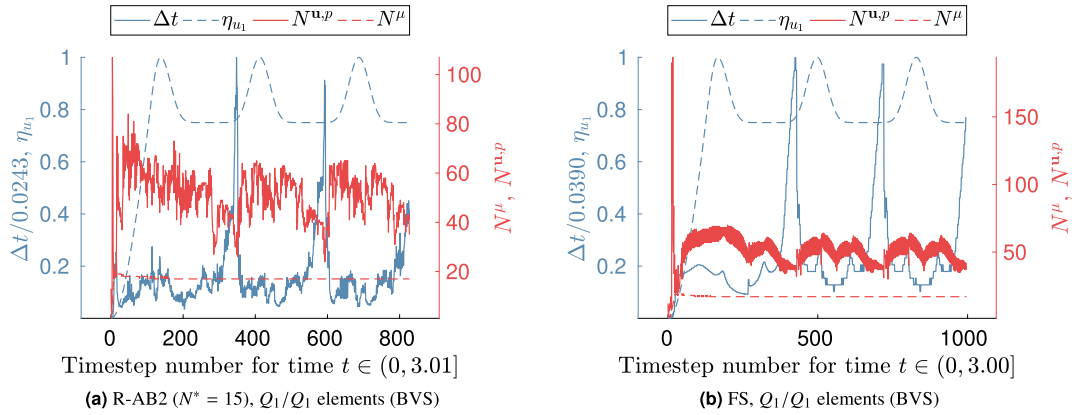 Δt η_{u_1} N^{u,p} N^μ
1
0.8
0.6
0.4
0.2
Δt/0.0243, η_{u_1}
100
80
60
40
20
N^μ, N^{u,p}
0 200 400 600 800
Timestep number for time t ∈ (0, 3.01]
(a) R-AB2 (N* = 15), Q_1/Q_1 elements (BVS)
Δt η_{u_1} N^{u,p} N^μ
1
0.8
0.6
0.4
0.2
Δt/0.0390, η_{u_1}
150
100
50
N^μ, N^{u,p}
0 500 1000
Timestep number for time t ∈ (0, 3.00]
(b) FS, Q_1/Q_1 elements (BVS)